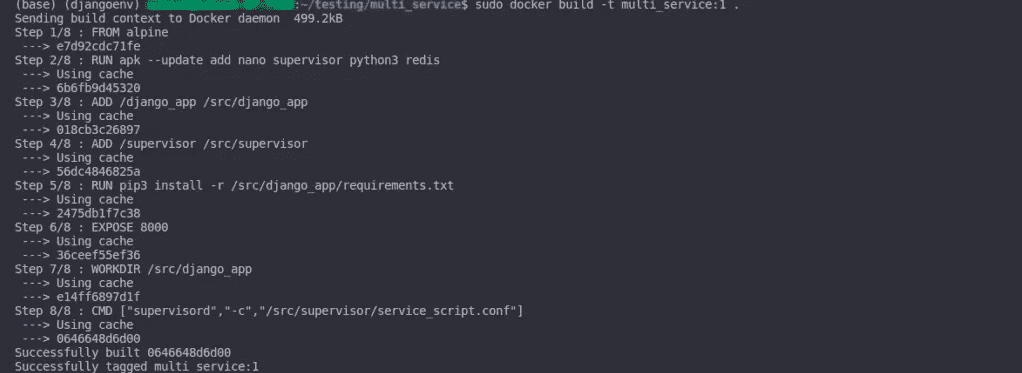 (base) (djangoenv) :~/testing/multi_service$ sudo docker build -t multi_service:1 .
Sending build context to Docker daemon  499.2kB
Step 1/8 : FROM alpine
 ---> e7d92cdc71fe
Step 2/8 : RUN apk --update add nano supervisor python3 redis
 ---> Using cache
 ---> 6b6fb9d45320
Step 3/8 : ADD /django_app /src/django_app
 ---> Using cache
 ---> 018cb3c26897
Step 4/8 : ADD /supervisor /src/supervisor
 ---> Using cache
 ---> 56dc4846825a
Step 5/8 : RUN pip3 install -r /src/django_app/requirements.txt
 ---> Using cache
 ---> 2475db1f7c38
Step 6/8 : EXPOSE 8000
 ---> Using cache
 ---> 36ceef55ef36
Step 7/8 : WORKDIR /src/django_app
 ---> Using cache
 ---> e14ff6897d1f
Step 8/8 : CMD ["supervisord","-c","/src/supervisor/service_script.conf"]
 ---> Using cache
 ---> 0646648d6d00
Successfully built 0646648d6d00
Successfully tagged multi_service:1